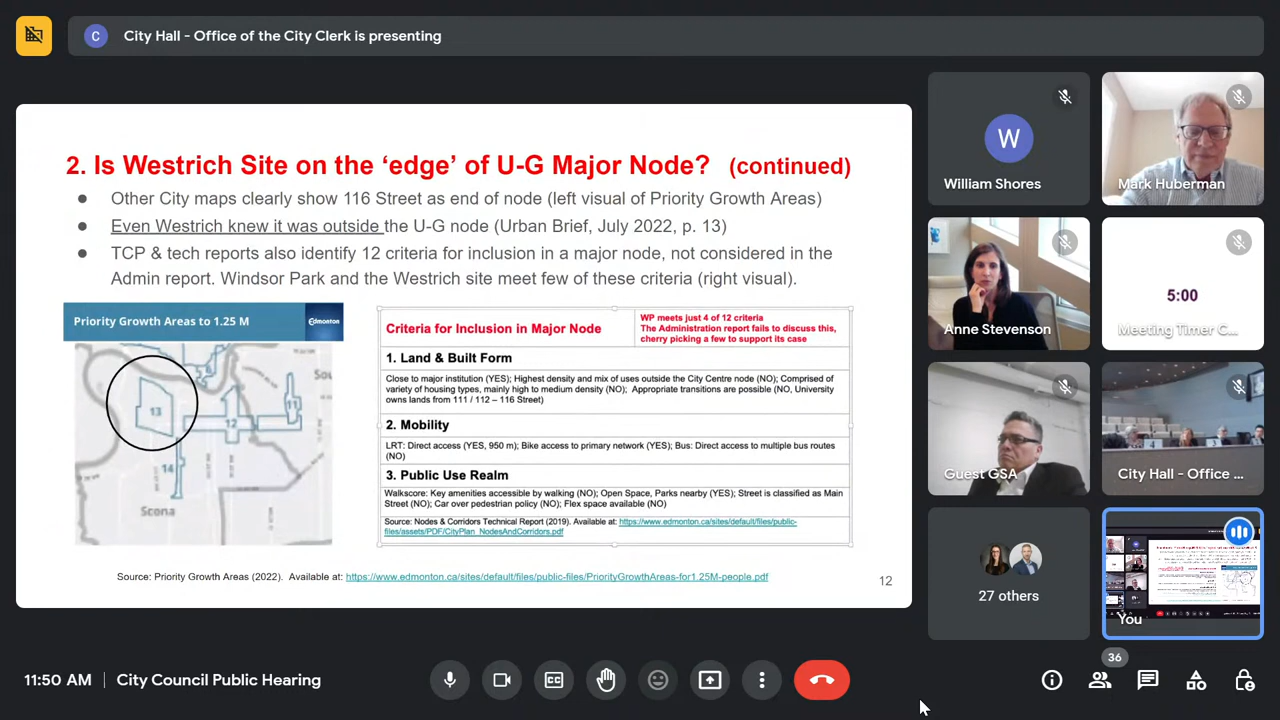 City Hall - Office of the City Clerk is presenting
2. Is Westrich Site on the ‘edge’ of U-G Major Node? (continued)
● Other City maps clearly show 116 Street as end of node (left visual of Priority Growth Areas)
● Even Westrich knew it was outside the U-G node (Urban Brief, July 2022, p. 13)
● TCP & tech reports also identify 12 criteria for inclusion in a major node, not considered in the
Admin report. Windsor Park and the Westrich site meet few of these criteria (right visual).
Priority Growth Areas to 1.25 M
Edmonton
13
12
11
14
Scona
Criteria for Inclusion in Major Node
WP meets just 4 of 12 criteria
The Administration report fails to discuss this,
cherry picking a few to support its case
1. Land & Built Form
Close to major institution (YES); Highest density and mix of uses outside the City Centre node (NO); Comprised of
variety of housing types, mainly high to medium density (NO); Appropriate transitions are possible (NO, University
owns lands from 111 / 112 – 116 Street)
2. Mobility
LRT: Direct access (YES, 950 m); Bike access to primary network (YES); Bus: Direct access to multiple bus routes
(NO)
3. Public Use Realm
Walkscore: Key amenities accessible by walking (NO); Open Space, Parks nearby (YES); Street is classified as Main
Street (NO); Car over pedestrian policy (NO); Flex space available (NO)
Source: Nodes & Corridors Technical Report (2019). Available at: https://www.edmonton.ca/sites/default/files/public-
files/assets/PDF/CityPlan_NodesAndCorridors.pdf
Source: Priority Growth Areas (2022). Available at: https://www.edmonton.ca/sites/default/files/public-files/PriorityGrowthAreas-for1.25M-people.pdf
12
W
William Shores
Mark Huberman
Anne Stevenson
5:00
Meeting Timer C...
Guest GSA
City Hall - Office ...
27 others
You
11:50 AM
City Council Public Hearing
36